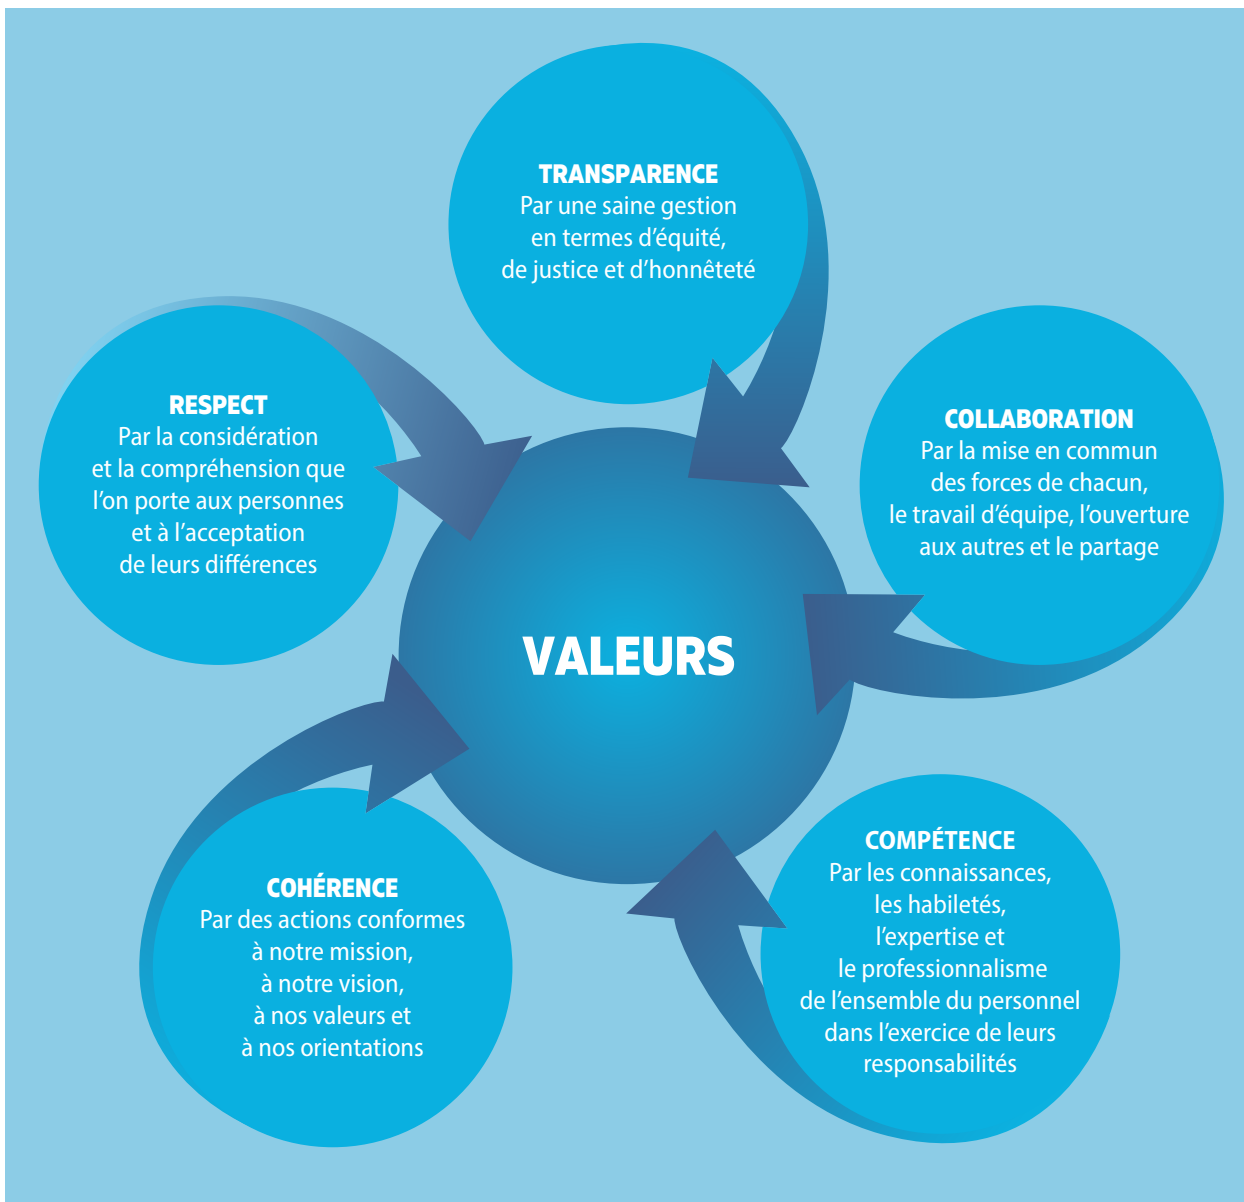 TRANSPARENCE
Par une saine gestion
en termes d’équité,
de justice et d’honnêteté
RESPECT
Par la considération
et la compréhension que
l’on porte aux personnes
et à l’acceptation
de leurs différences
COLLABORATION
Par la mise en commun
des forces de chacun,
le travail d’équipe, l’ouverture
aux autres et le partage
VALEURS
COHÉRENCE
Par des actions conformes
à notre mission,
à notre vision,
à nos valeurs et
à nos orientations
COMPÉTENCE
Par les connaissances,
les habiletés,
l’expertise et
le professionnalisme
de l’ensemble du personnel
dans l’exercice de leurs
responsabilités